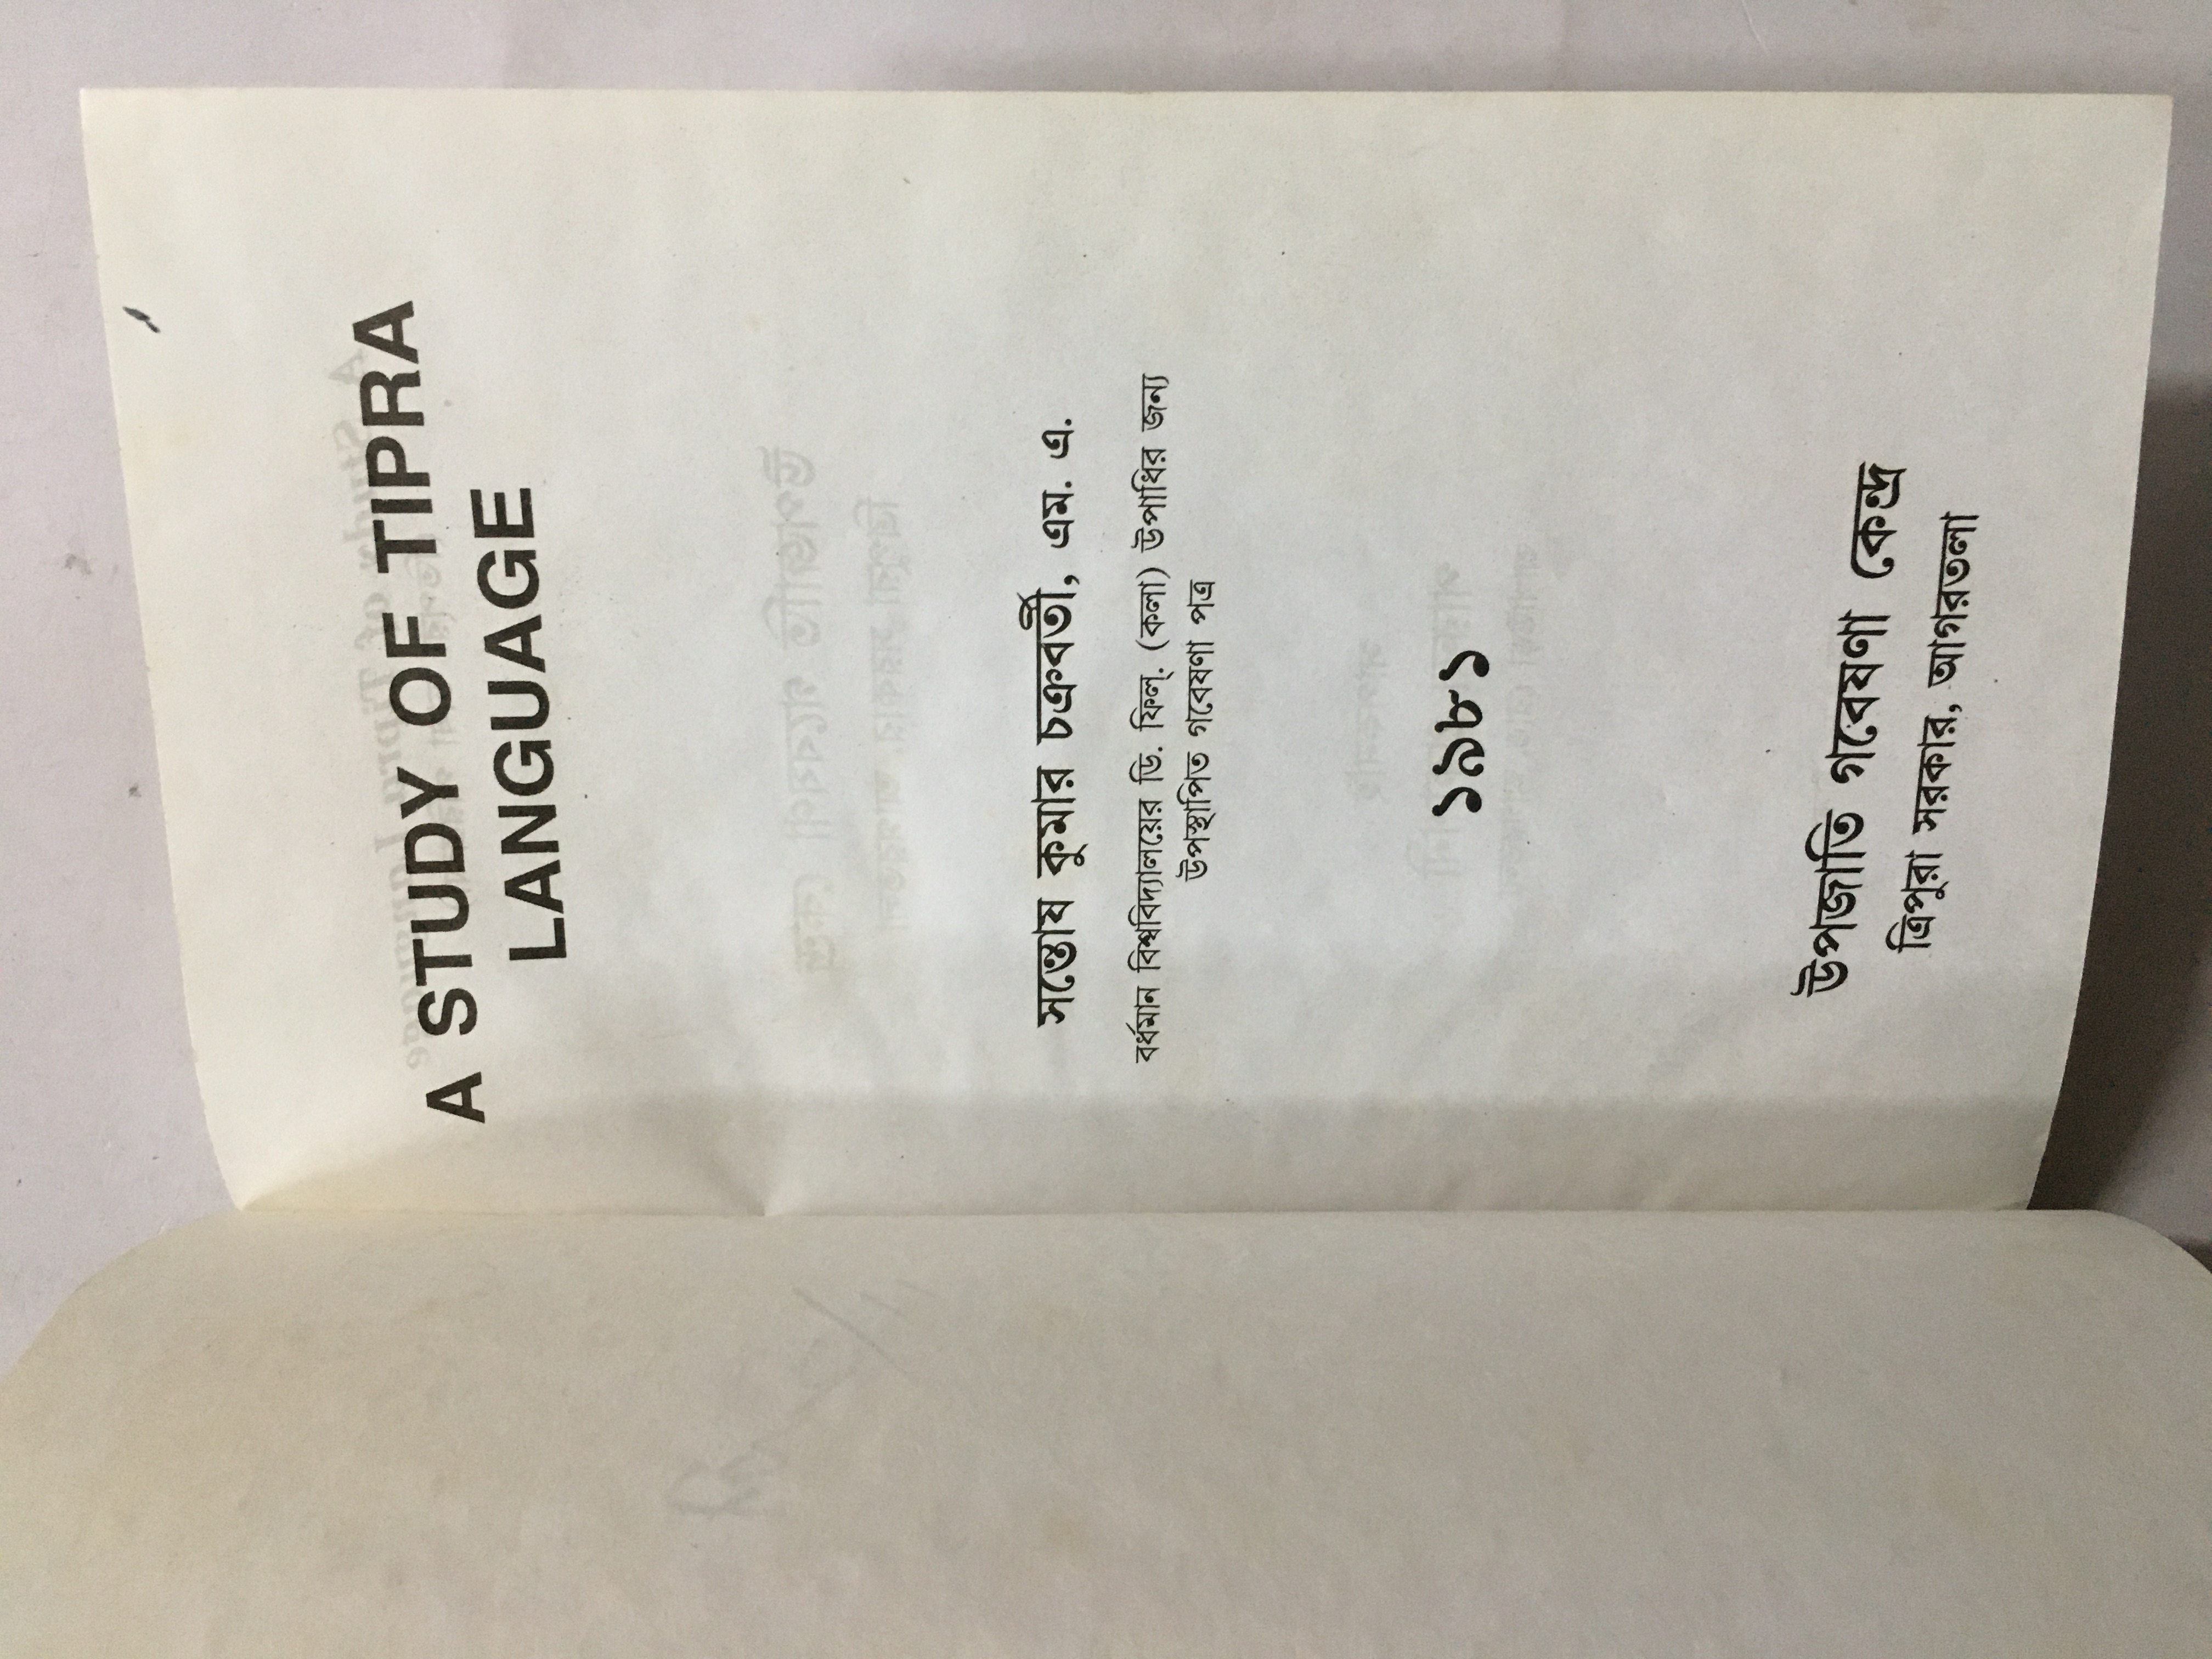 A STUDY OF TIPRA
LANGUAGE
সন্তোষ কুমার চক্রবর্তী, এম. এ.
বর্ধমান বিশ্ববিদ্যালয়ের ডি. ফিল্. (কলা) উপাধির জন্য
উপস্থাপিত গবেষণা পত্র
১৯৮১
উপজাতি গবেষণা কেন্দ্র
ত্রিপুরা সরকার, আগরতলা